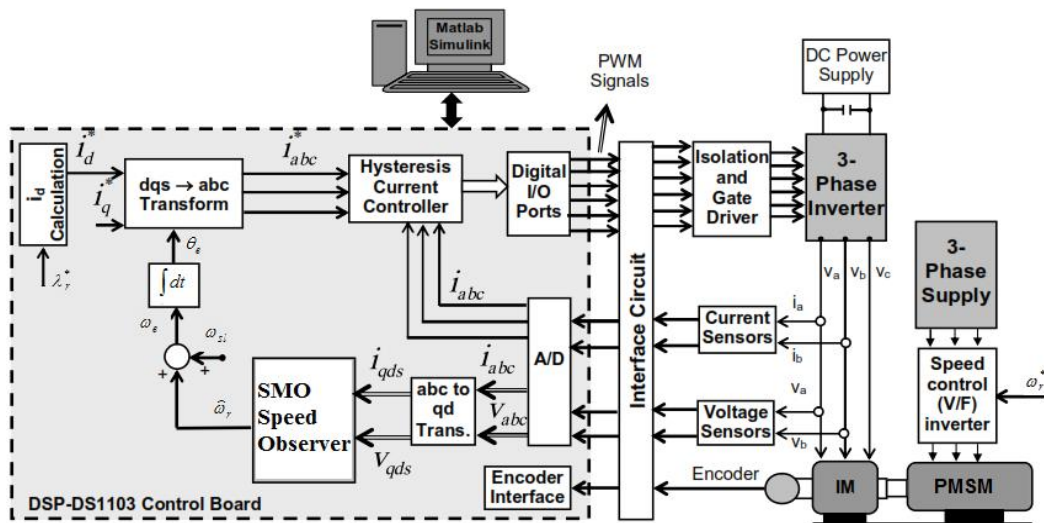 Matlab
Simulink
PWM
Signals
DC Power
Supply
i_d^*
i_q^*
i_d
Calculation
λ_r^*
dqs → abc
Transform
i_abc^*
Hysteresis
Current
Controller
Digital
I/O
Ports
Interface Circuit
Isolation
and
Gate
Driver
3-
Phase
Inverter
θ_e
∫dt
ω_e
ω_sl
+
+
ω̂_r
i_abc
v_a
v_b
v_c
3-
Phase
Supply
i_a
Current
Sensors
i_b
A/D
SMO
Speed
Observer
i_qds
V_qds
abc to
qd
Trans.
i_abc
V_abc
v_a
Voltage
Sensors
v_b
Speed
control
(V/F)
inverter
ω_r^*
Encoder
Interface
Encoder
IM
PMSM
DSP-DS1103 Control Board